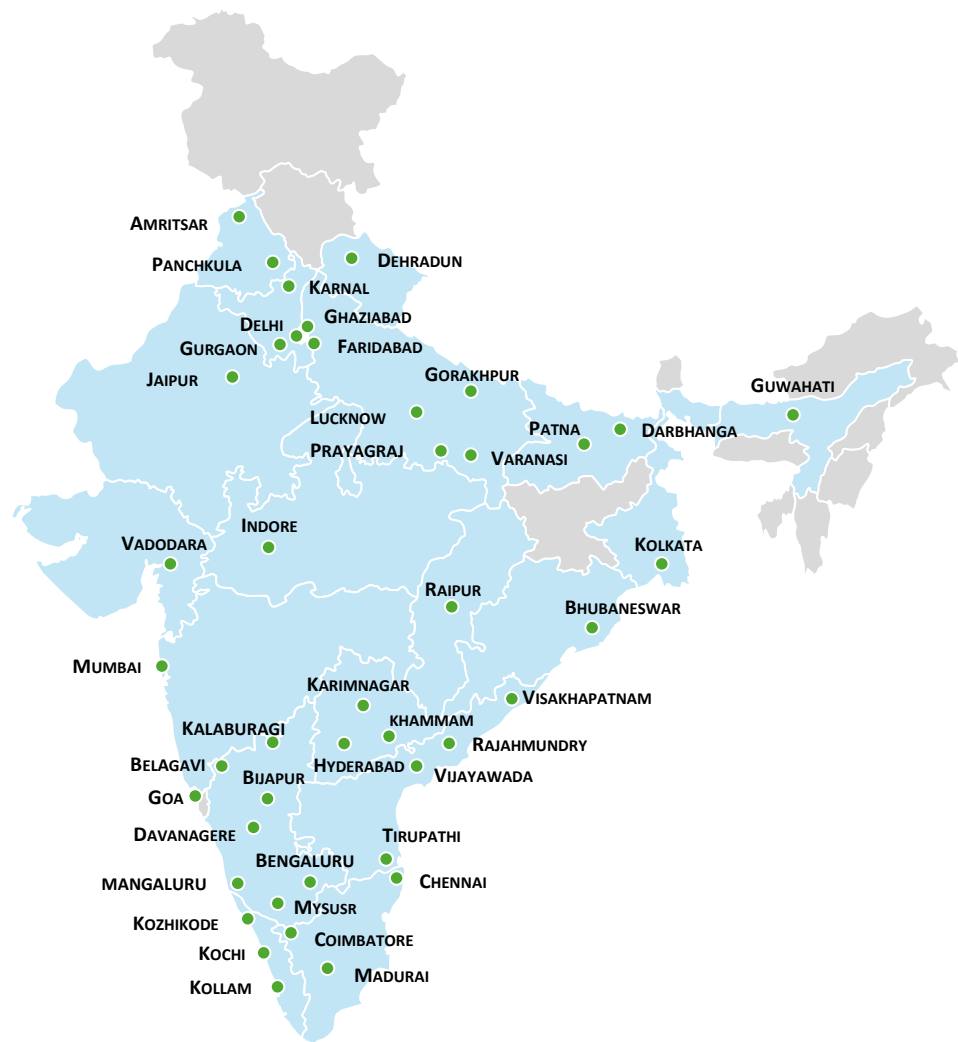 AMRITSAR
DEHRADUN
PANCHKULA
KARNAL
GHAZIABAD
DELHI
GURGAON
FARIDABAD
JAIPUR
GORAKHPUR
GUWAHATI
LUCKNOW
PATNA
DARBHANGA
PRAYAGRAJ
VARANASI
INDORE
VADODARA
KOLKATA
RAIPUR
BHUBANESWAR
MUMBAI
KARIMNAGAR
VISAKHAPATNAM
KALABURAGI
KHAMMAM
RAJAHMUNDRY
BELAGAVI
HYDERABAD
BIJAPUR
VIJAYAWADA
GOA
DAVANAGERE
TIRUPATHI
BENGALURU
MANGALURU
CHENNAI
MYSUSR
KOZHIKODE
COIMBATORE
KOCHI
MADURAI
KOLLAM